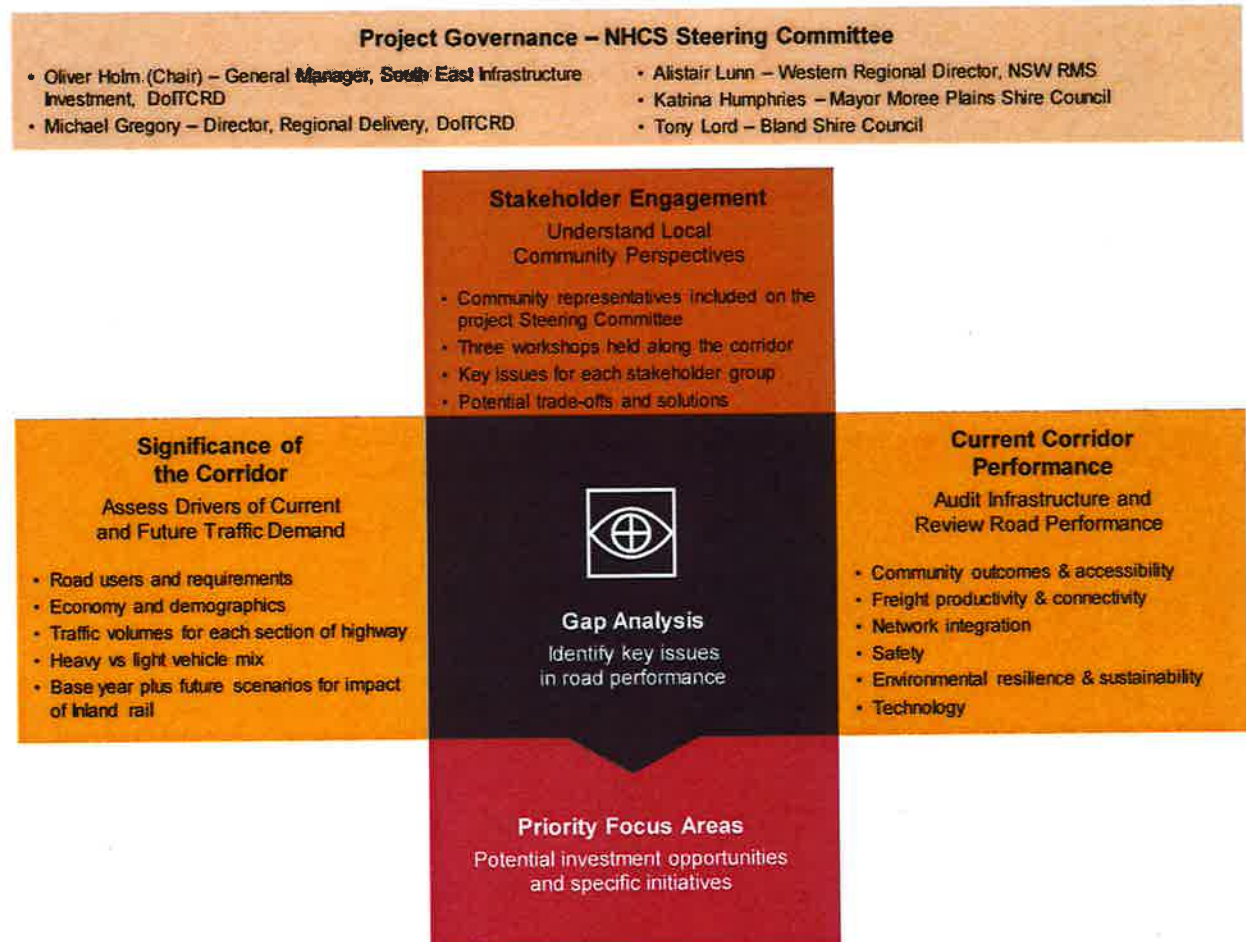 Project Governance – NHCS Steering Committee
• Oliver Holm (Chair) – General Manager, South East Infrastructure
Investment, DoITCRD
• Michael Gregory – Director, Regional Delivery, DoITCRD
• Alistair Lunn – Western Regional Director, NSW RMS
• Katrina Humphries – Mayor Moree Plains Shire Council
• Tony Lord – Bland Shire Council
Stakeholder Engagement
Understand Local
Community Perspectives
• Community representatives included on the
project Steering Committee
• Three workshops held along the corridor
• Key issues for each stakeholder group
• Potential trade-offs and solutions
Significance of
the Corridor
Assess Drivers of Current
and Future Traffic Demand
• Road users and requirements
• Economy and demographics
• Traffic volumes for each section of highway
• Heavy vs light vehicle mix
• Base year plus future scenarios for impact
of Inland rail
Gap Analysis
Identify key issues
in road performance
Current Corridor
Performance
Audit Infrastructure and
Review Road Performance
• Community outcomes & accessibility
• Freight productivity & connectivity
• Network integration
• Safety
• Environmental resilience & sustainability
• Technology
Priority Focus Areas
Potential investment opportunities
and specific initiatives